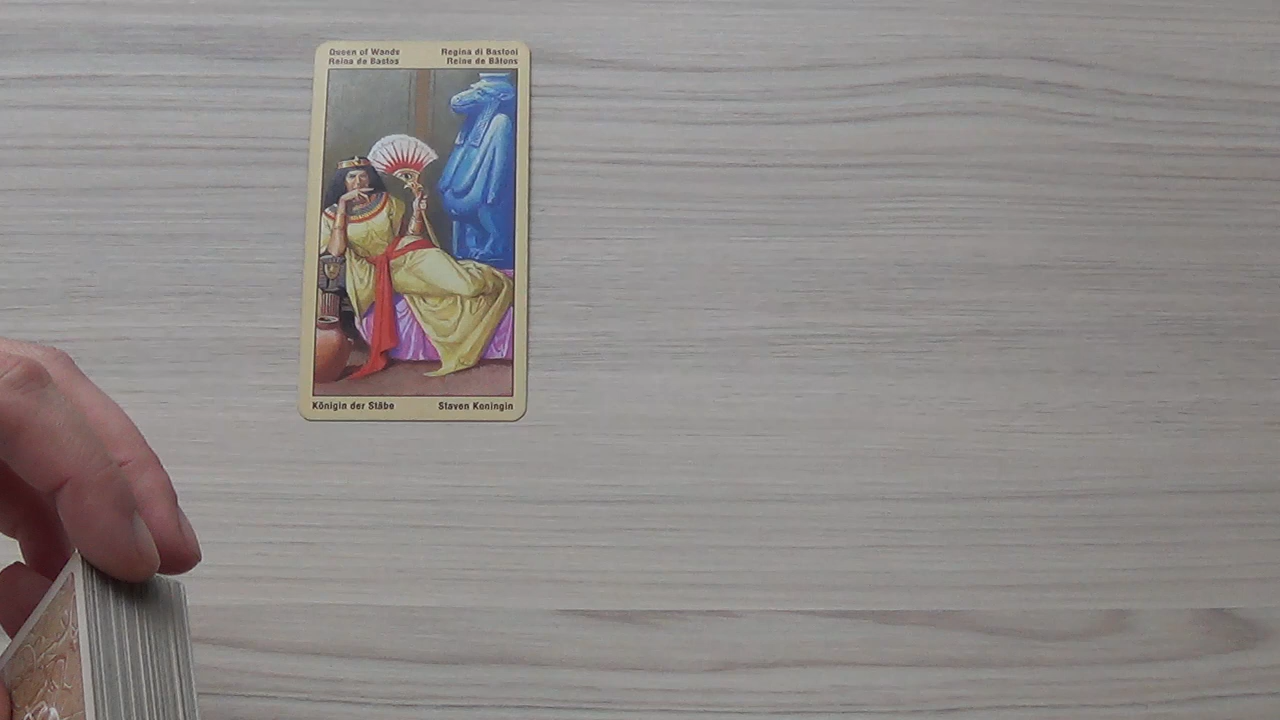 Queen of Wands
Reina de Bastos
Regina di Bastoni
Reine de Bâtons
Königin der Stäbe
Staven Koningin